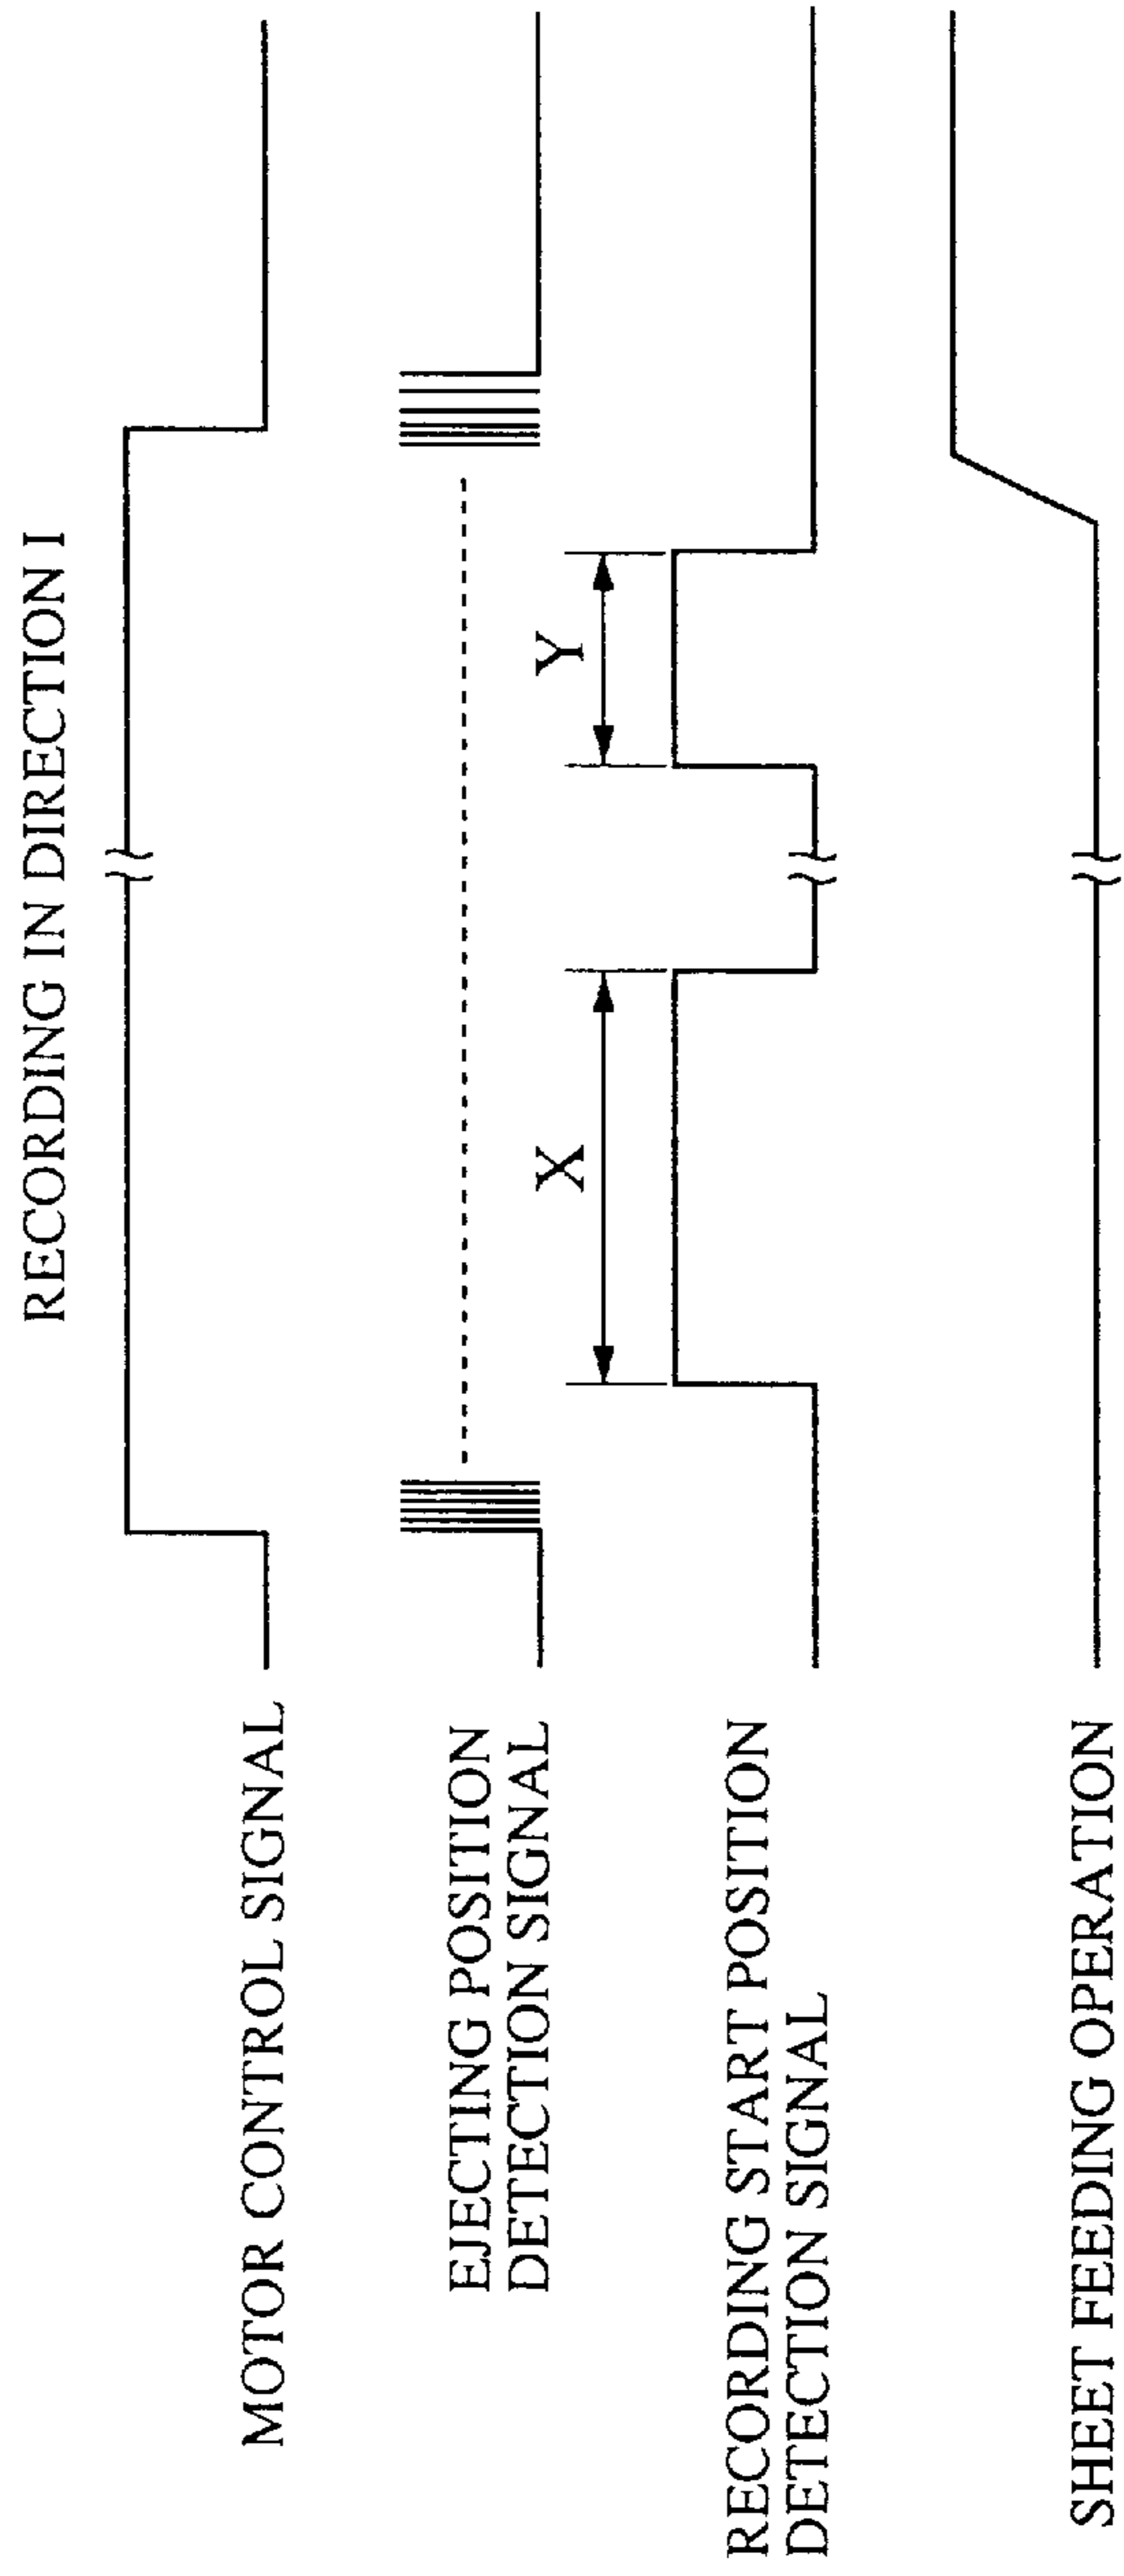 RECORDING IN DIRECTION I
MOTOR CONTROL SIGNAL
EJECTING POSITION
DETECTION SIGNAL
X
Y
RECORDING START POSITION
DETECTION SIGNAL
SHEET FEEDING OPERATION